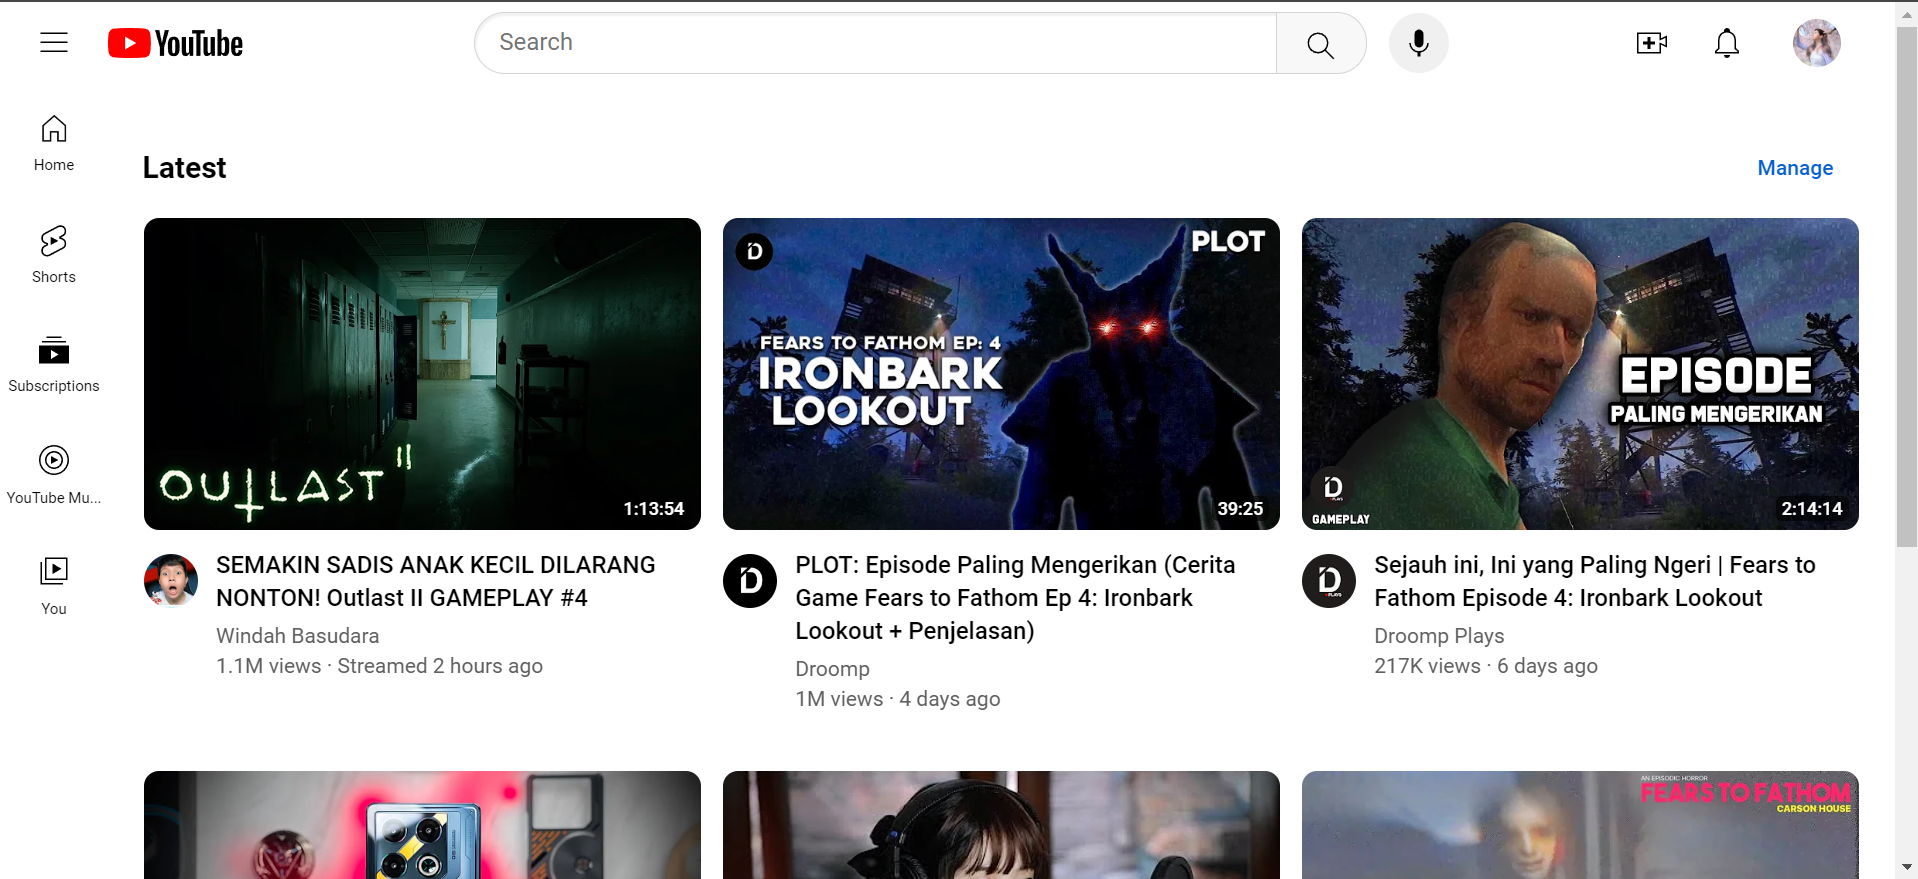 YouTube
Search
Home
Shorts
Subscriptions
YouTube Mu...
You
Latest
Manage
OUTLAST II
1:13:54
SEMAKIN SADIS ANAK KECIL DILARANG
NONTON! Outlast II GAMEPLAY #4
Windah Basudara
1.1M views · Streamed 2 hours ago
D
PLOT
FEARS TO FATHOM EP: 4
IRONBARK
LOOKOUT
39:25
D
PLOT: Episode Paling Mengerikan (Cerita
Game Fears to Fathom Ep 4: Ironbark
Lookout + Penjelasan)
Droomp
1M views · 4 days ago
EPISODE
PALING MENGERIKAN
D
PLAYS
GAMEPLAY
2:14:14
D
PLAYS
Sejauh ini, Ini yang Paling Ngeri | Fears to
Fathom Episode 4: Ironbark Lookout
Droomp Plays
217K views · 6 days ago
AN EPISODIC HORROR
FEARS TO FATHOM
CARSON HOUSE